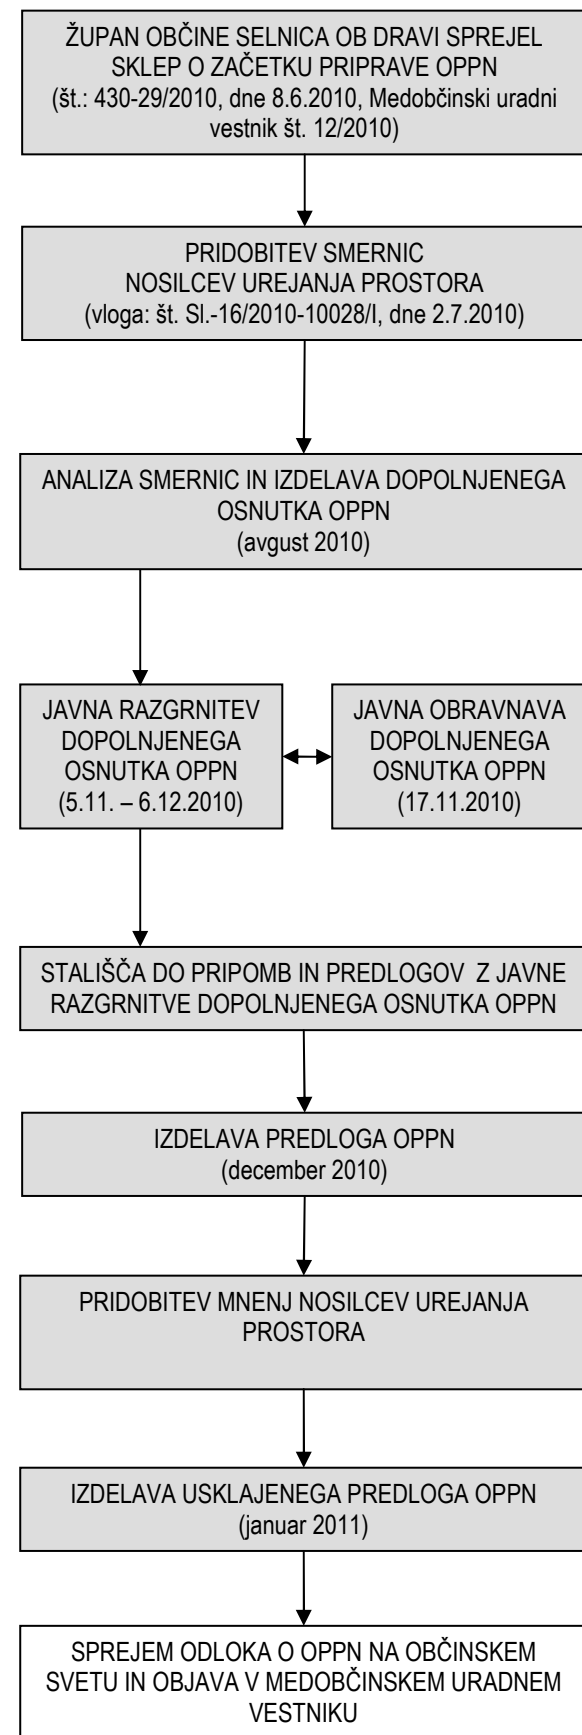 ŽUPAN OBČINE SELNICA OB DRAVI SPREJEL
SKLEP O ZAČETKU PRIPRAVE OPPN
(št.: 430-29/2010, dne 8.6.2010, Medobčinski uradni
vestnik št. 12/2010)
PRIDOBITEV SMERNIC
NOSILCEV UREJANJA PROSTORA
(vloga: št. Sl.-16/2010-10028/I, dne 2.7.2010)
ANALIZA SMERNIC IN IZDELAVA DOPOLNJENEGA
OSNUTKA OPPN
(avgust 2010)
JAVNA RAZGRNITEV
DOPOLNJENEGA
OSNUTKA OPPN
(5.11. – 6.12.2010)
JAVNA OBRAVNAVA
DOPOLNJENEGA
OSNUTKA OPPN
(17.11.2010)
STALIŠČA DO PRIPOMB IN PREDLOGOV Z JAVNE
RAZGRNITVE DOPOLNJENEGA OSNUTKA OPPN
IZDELAVA PREDLOGA OPPN
(december 2010)
PRIDOBITEV MNENJ NOSILCEV UREJANJA
PROSTORA
IZDELAVA USKLAJENEGA PREDLOGA OPPN
(januar 2011)
SPREJEM ODLOKA O OPPN NA OBČINSKEM
SVETU IN OBJAVA V MEDOBČINSKEM URADNEM
VESTNIKU